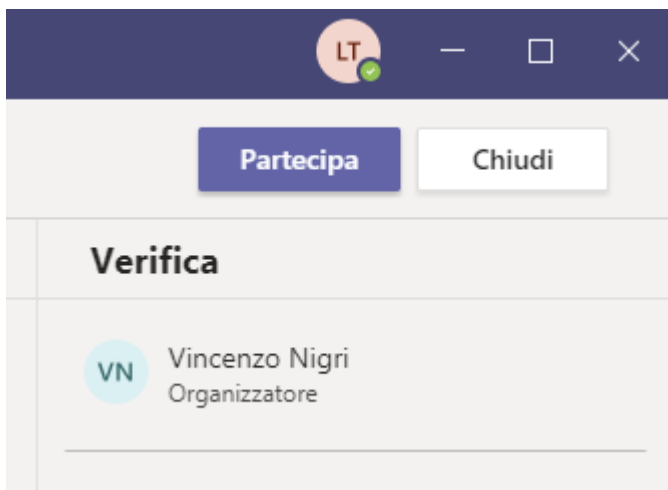 LT
Partecipa
Chiudi
Verifica
VN
Vincenzo Nigri
Organizzatore